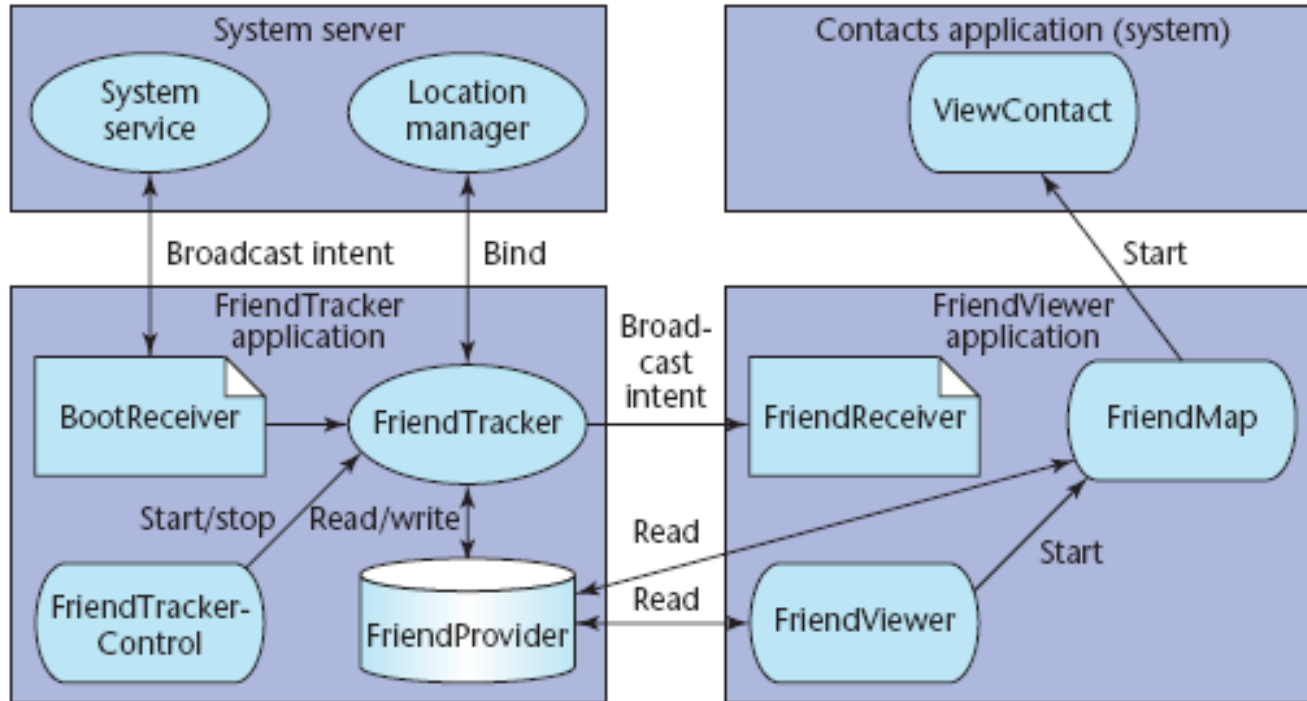 System server
System
service
Location
manager
Contacts application (system)
ViewContact
Broadcast intent
Bind
Start
FriendTracker
application
BootReceiver
FriendTracker
Start/stop
Read/write
FriendTracker-
Control
FriendProvider
Broad-
cast
intent
Read
Read
FriendViewer
application
FriendReceiver
FriendMap
Start
FriendViewer